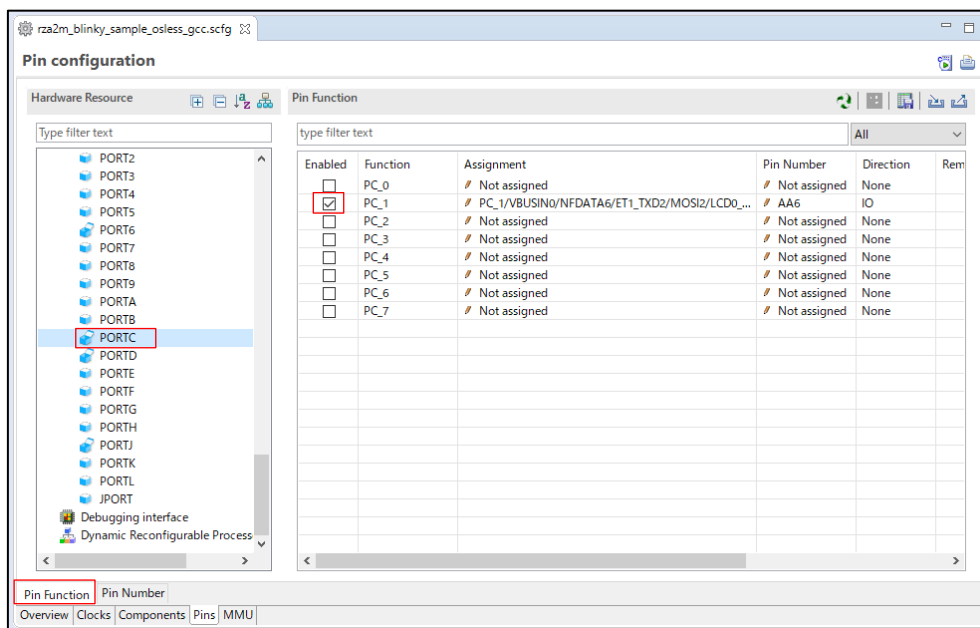 rza2m_blinky_sample_osless_gcc.scfg
Pin configuration
Hardware Resource
Type filter text
PORT2
PORT3
PORT4
PORT5
PORT6
PORT7
PORT8
PORT9
PORTA
PORTB
PORTC
PORTD
PORTE
PORTF
PORTG
PORTH
PORTJ
PORTK
PORTL
JPORT
Debugging interface
Dynamic Reconfigurable Process
Pin Function
type filter text All
Enabled Function Assignment Pin Number Direction Rem
PC_0 Not assigned Not assigned None
PC_1 PC_1/VBUSIN0/NFDATA6/ET1_TXD2/MOSI2/LCD0_... AA6 IO
PC_2 Not assigned Not assigned None
PC_3 Not assigned Not assigned None
PC_4 Not assigned Not assigned None
PC_5 Not assigned Not assigned None
PC_6 Not assigned Not assigned None
PC_7 Not assigned Not assigned None
Pin Function Pin Number
Overview Clocks Components Pins MMU